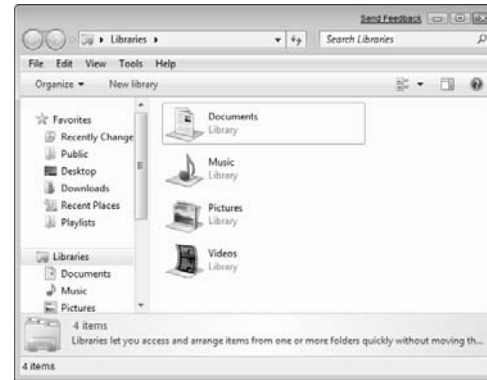 Send Feedback
Libraries
Search Libraries
File Edit View Tools Help
Organize New library
Favorites
Recently Change
Public
Desktop
Downloads
Recent Places
Playlists
Libraries
Documents
Music
Pictures
Documents
Library
Music
Library
Pictures
Library
Videos
Library
4 items
Libraries let you access and arrange items from one or more folders quickly without moving th...
4 items